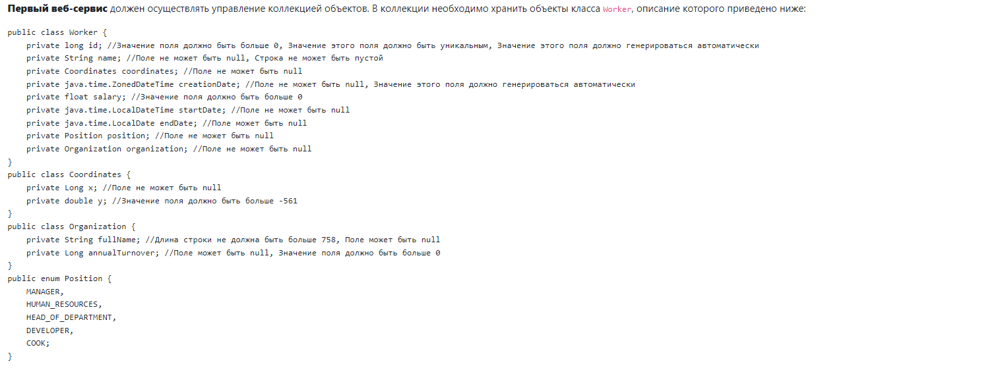 Первый веб-сервис должен осуществлять управление коллекцией объектов. В коллекции необходимо хранить объекты класса Worker, описание которого приведено ниже:
public class Worker {
    private long id; //Значение поля должно быть больше 0, Значение этого поля должно быть уникальным, Значение этого поля должно генерироваться автоматически
    private String name; //Поле не может быть null, Строка не может быть пустой
    private Coordinates coordinates; //Поле не может быть null
    private java.time.ZonedDateTime creationDate; //Поле не может быть null, Значение этого поля должно генерироваться автоматически
    private float salary; //Значение поля должно быть больше 0
    private java.time.LocalDateTime startDate; //Поле не может быть null
    private java.time.LocalDate endDate; //Поле может быть null
    private Position position; //Поле не может быть null
    private Organization organization; //Поле не может быть null
}
public class Coordinates {
    private Long x; //Поле не может быть null
    private double y; //Значение поля должно быть больше -561
}
public class Organization {
    private String fullName; //Длина строки не должна быть больше 758, Поле может быть null
    private Long annualTurnover; //Поле может быть null, Значение поля должно быть больше 0
}
public enum Position {
    MANAGER,
    HUMAN_RESOURCES,
    HEAD_OF_DEPARTMENT,
    DEVELOPER,
    COOK;
}